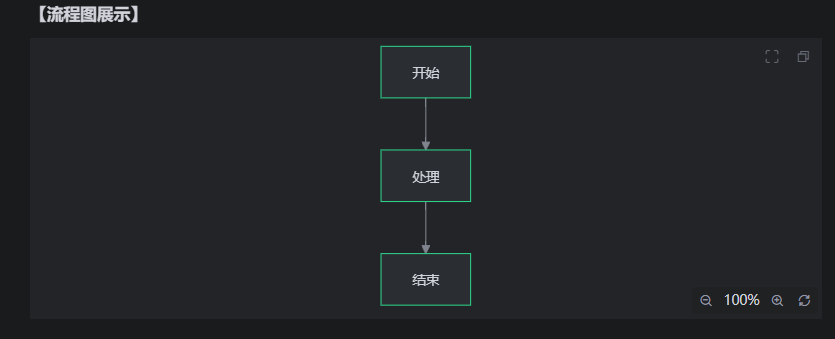 【流程图展示】
开始
处理
结束
100%